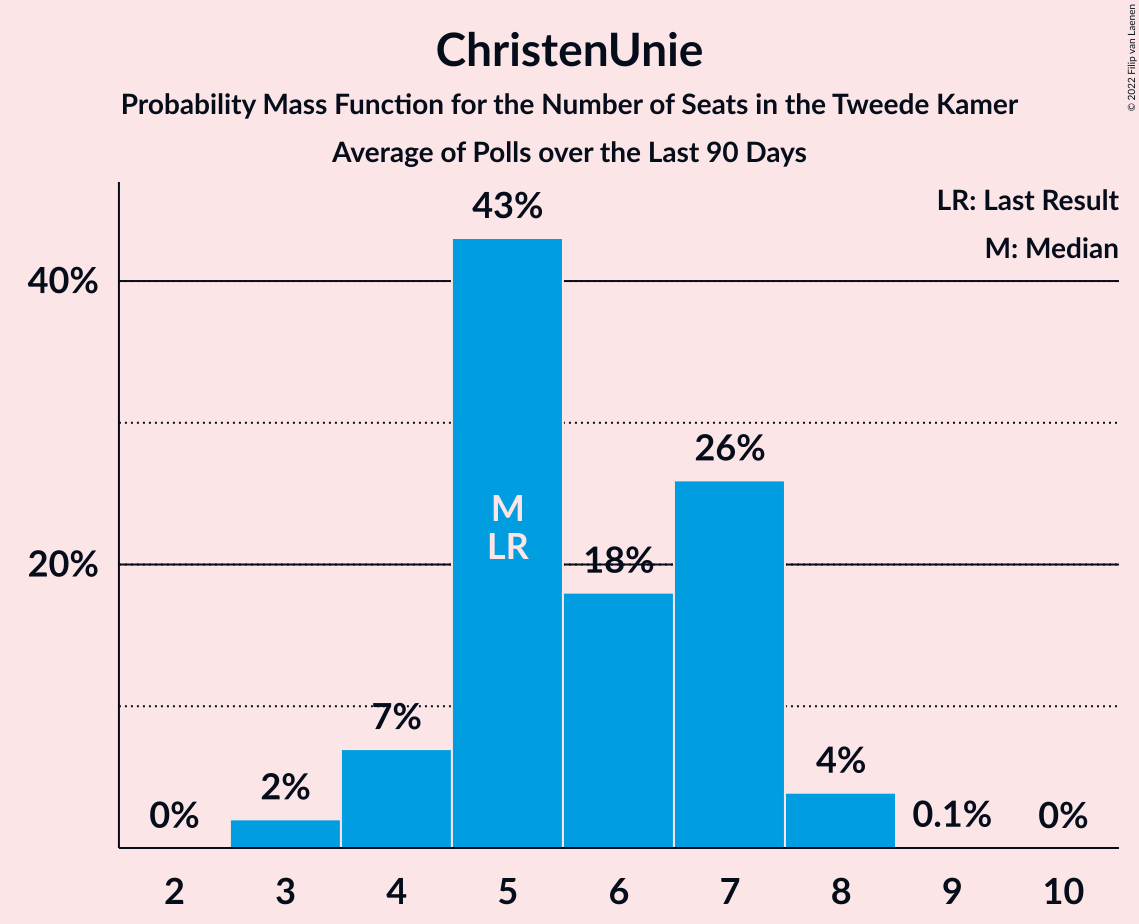 ChristenUnie
Probability Mass Function for the Number of Seats in the Tweede Kamer
Average of Polls over the Last 90 Days
© 2022 Filip van Laenen
LR: Last Result
M: Median
43%
40%
26%
M
LR
20%
18%
7%
4%
2%
0%
0.1%
0%
2 3 4 5 6 7 8 9 10